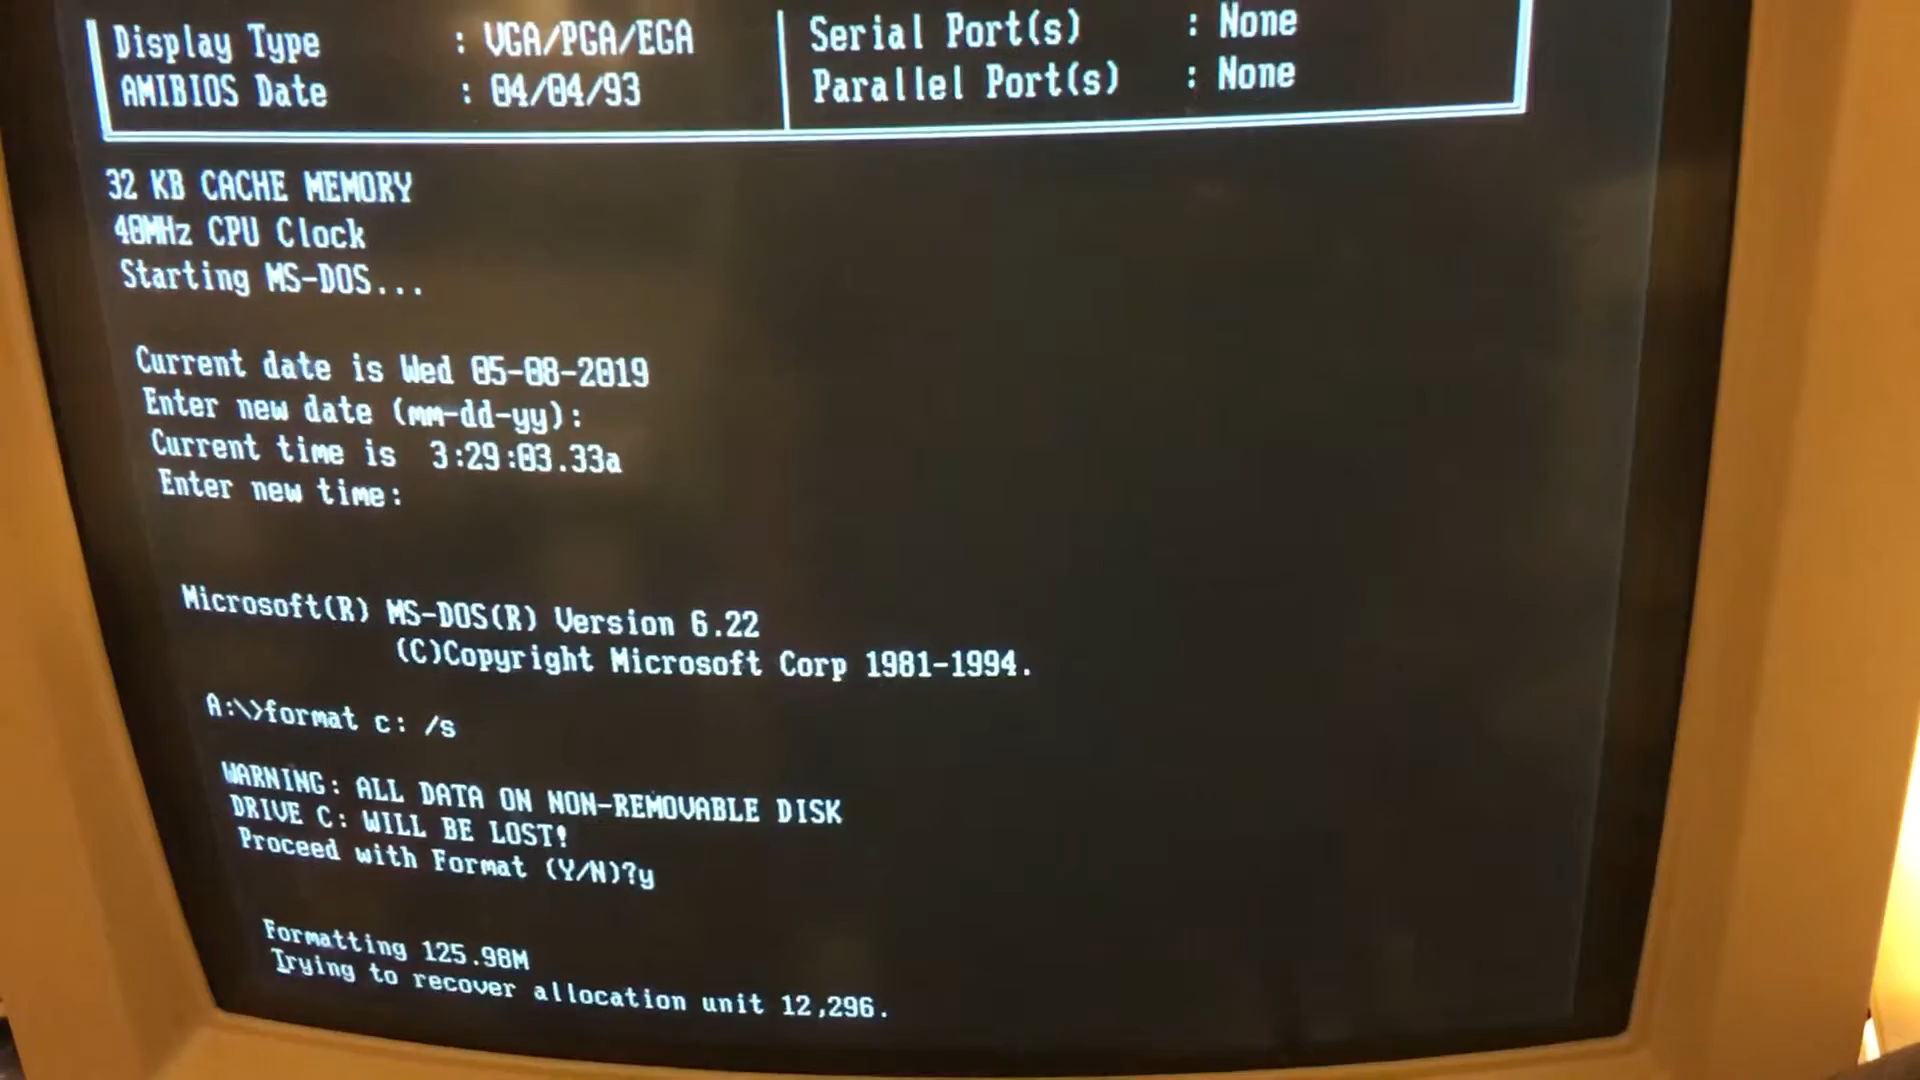 Display Type : VGA/PGA/EGA Serial Port(s) : None
AMIBIOS Date : 04/04/93 Parallel Port(s) : None
32 KB CACHE MEMORY
40MHz CPU Clock
Starting MS-DOS...
Current date is Wed 05-08-2019
Enter new date (mm-dd-yy):
Current time is 3:29:03.33a
Enter new time:
Microsoft(R) MS-DOS(R) Version 6.22
(C)Copyright Microsoft Corp 1981-1994.
A:\>format c: /s
WARNING: ALL DATA ON NON-REMOVABLE DISK
DRIVE C: WILL BE LOST!
Proceed with Format (Y/N)?y
Formatting 125.98M
Trying to recover allocation unit 12,296.